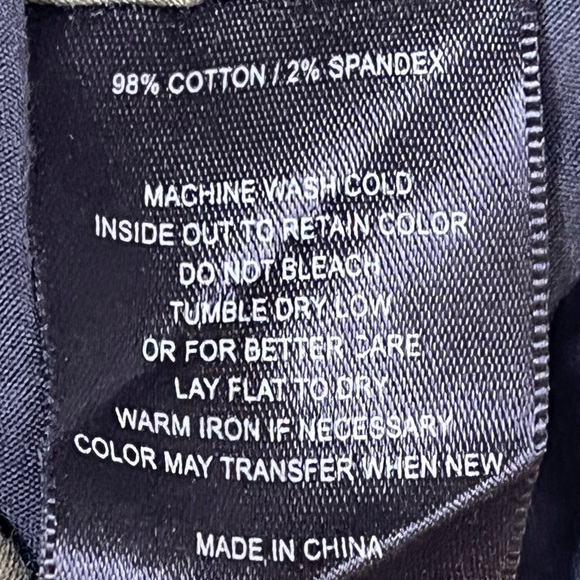 98% COTTON / 2% SPANDEX
MACHINE WASH COLD
INSIDE OUT TO RETAIN COLOR
DO NOT BLEACH
TUMBLE DRY LOW
OR FOR BETTER CARE
LAY FLAT TO DRY
WARM IRON IF NECESSARY
COLOR MAY TRANSFER WHEN NEW
MADE IN CHINA